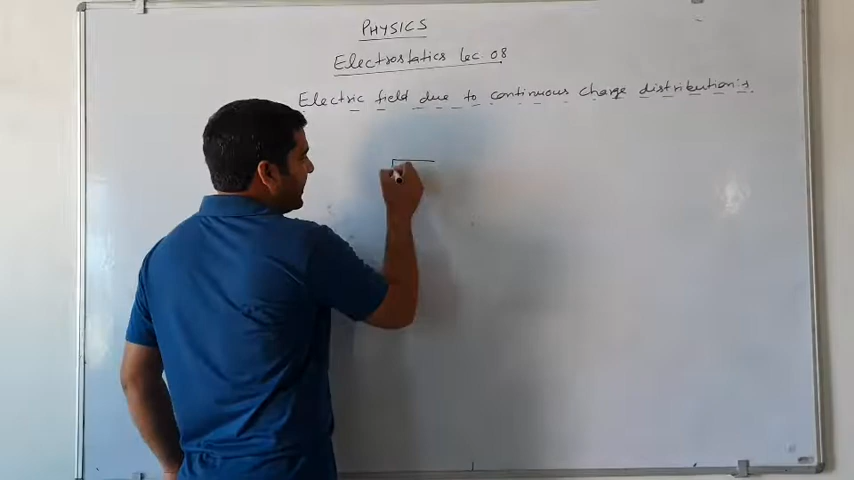 PHYSICS
Electrostatics lec 08
Electric field due to continuous charge distribution's